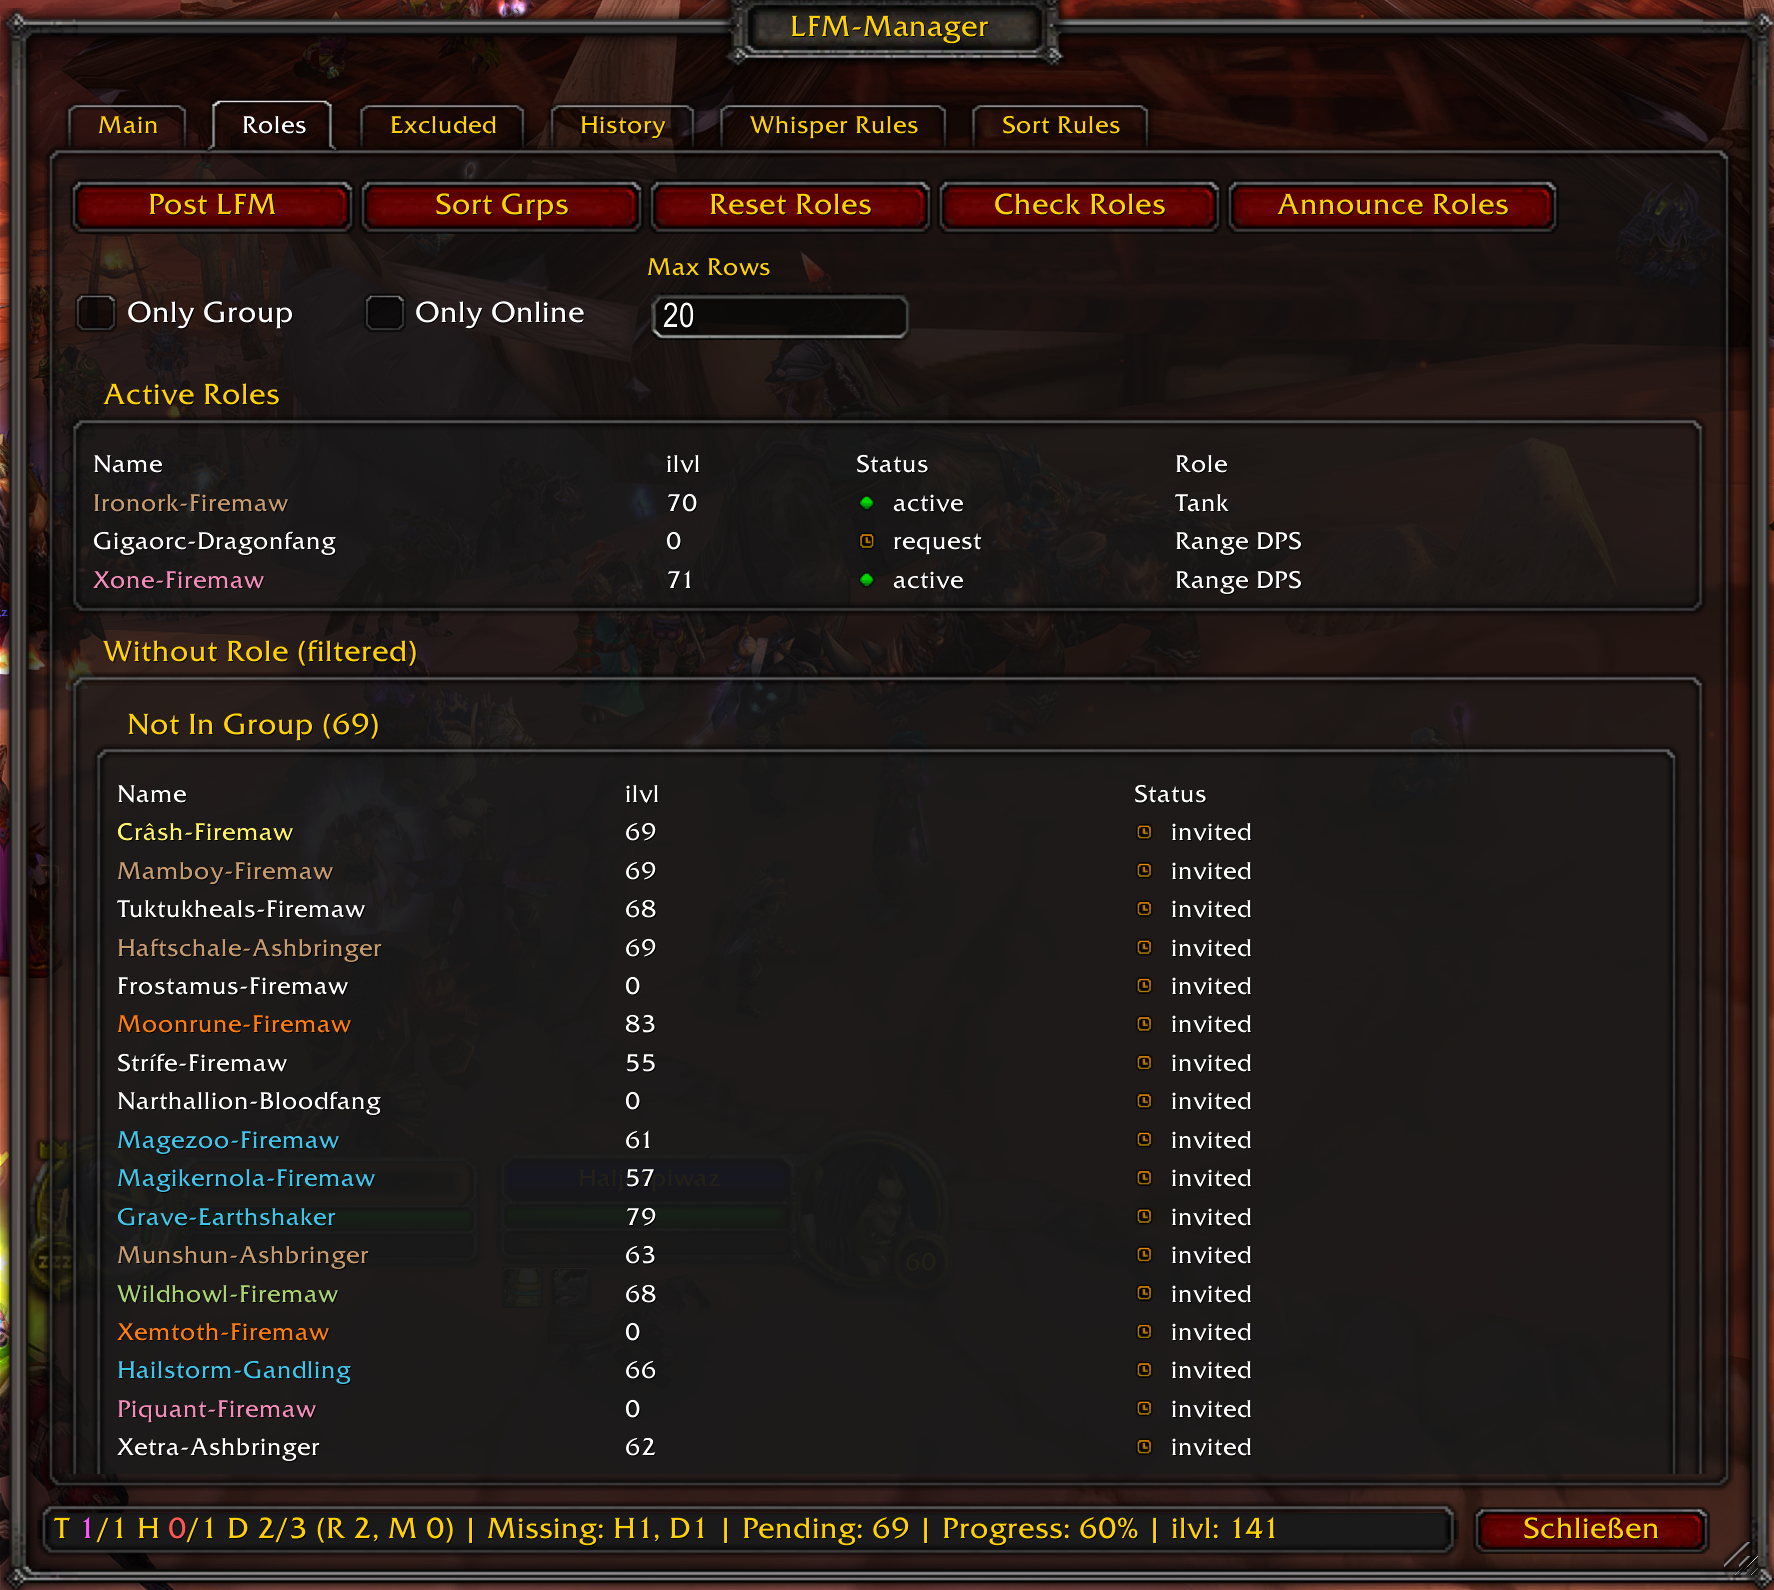 LFM-Manager
Main Roles Excluded History Whisper Rules Sort Rules
Post LFM Sort Grps Reset Roles Check Roles Announce Roles
Max Rows
Only Group Only Online 20
Active Roles
Name ilvl Status Role
Ironork-Firemaw 70 active Tank
Gigaorc-Dragonfang 0 request Range DPS
Xone-Firemaw 71 active Range DPS
Without Role (filtered)
Not In Group (69)
Name ilvl Status
Crâsh-Firemaw 69 invited
Mamboy-Firemaw 69 invited
Tuktukheals-Firemaw 68 invited
Haftschale-Ashbringer 69 invited
Frostamus-Firemaw 0 invited
Moonrune-Firemaw 83 invited
Strífe-Firemaw 55 invited
Narthallion-Bloodfang 0 invited
Magezoo-Firemaw 61 invited
Magikernola-Firemaw 57 invited
Grave-Earthshaker 79 invited
Munshun-Ashbringer 63 invited
60
zzz
Wildhowl-Firemaw 68 invited
Xemtoth-Firemaw 0 invited
Hailstorm-Gandling 66 invited
Piquant-Firemaw 0 invited
Xetra-Ashbringer 62 invited
T 1/1 H 0/1 D 2/3 (R 2, M 0) | Missing: H1, D1 | Pending: 69 | Progress: 60% | ilvl: 141
Schließen